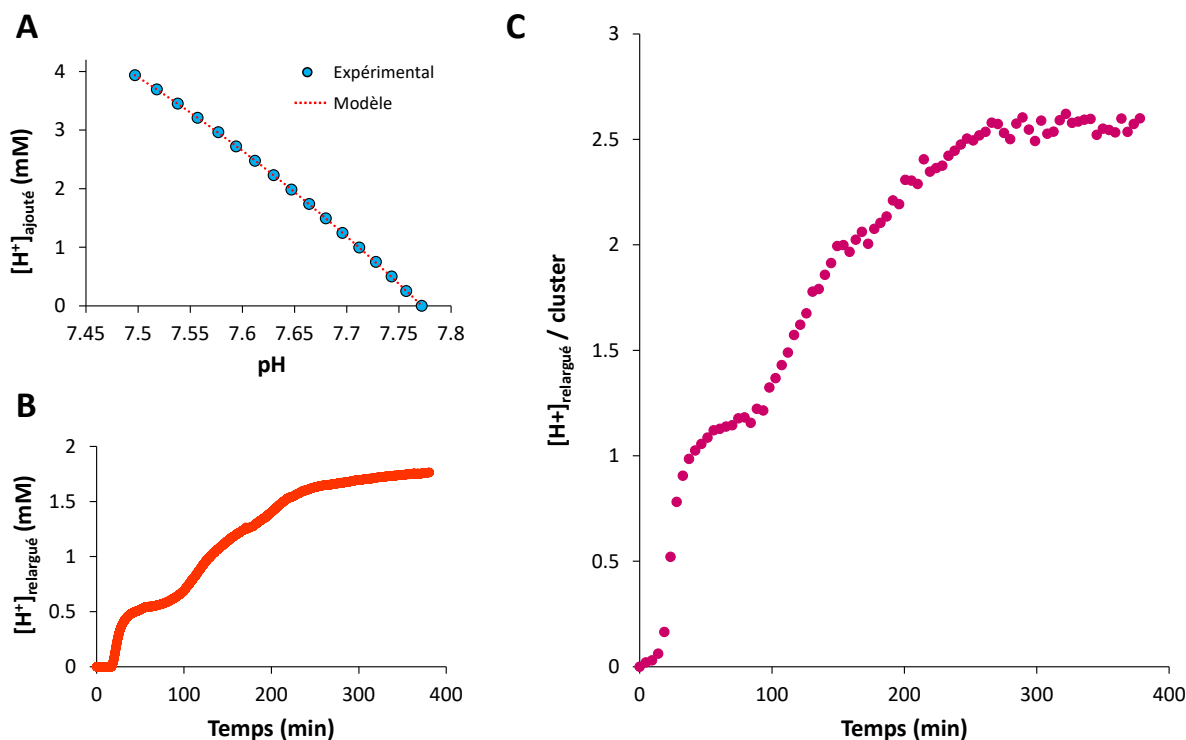 A
[H⁺]ajouté (mM)
4
3
2
1
0
7.45 7.5 7.55 7.6 7.65 7.7 7.75 7.8
pH
Expérimental
Modèle
B
[H⁺]relargué (mM)
2
1.5
1
0.5
0
0 100 200 300 400
Temps (min)
C
[H+]relargué / cluster
3
2.5
2
1.5
1
0.5
0
0 100 200 300 400
Temps (min)